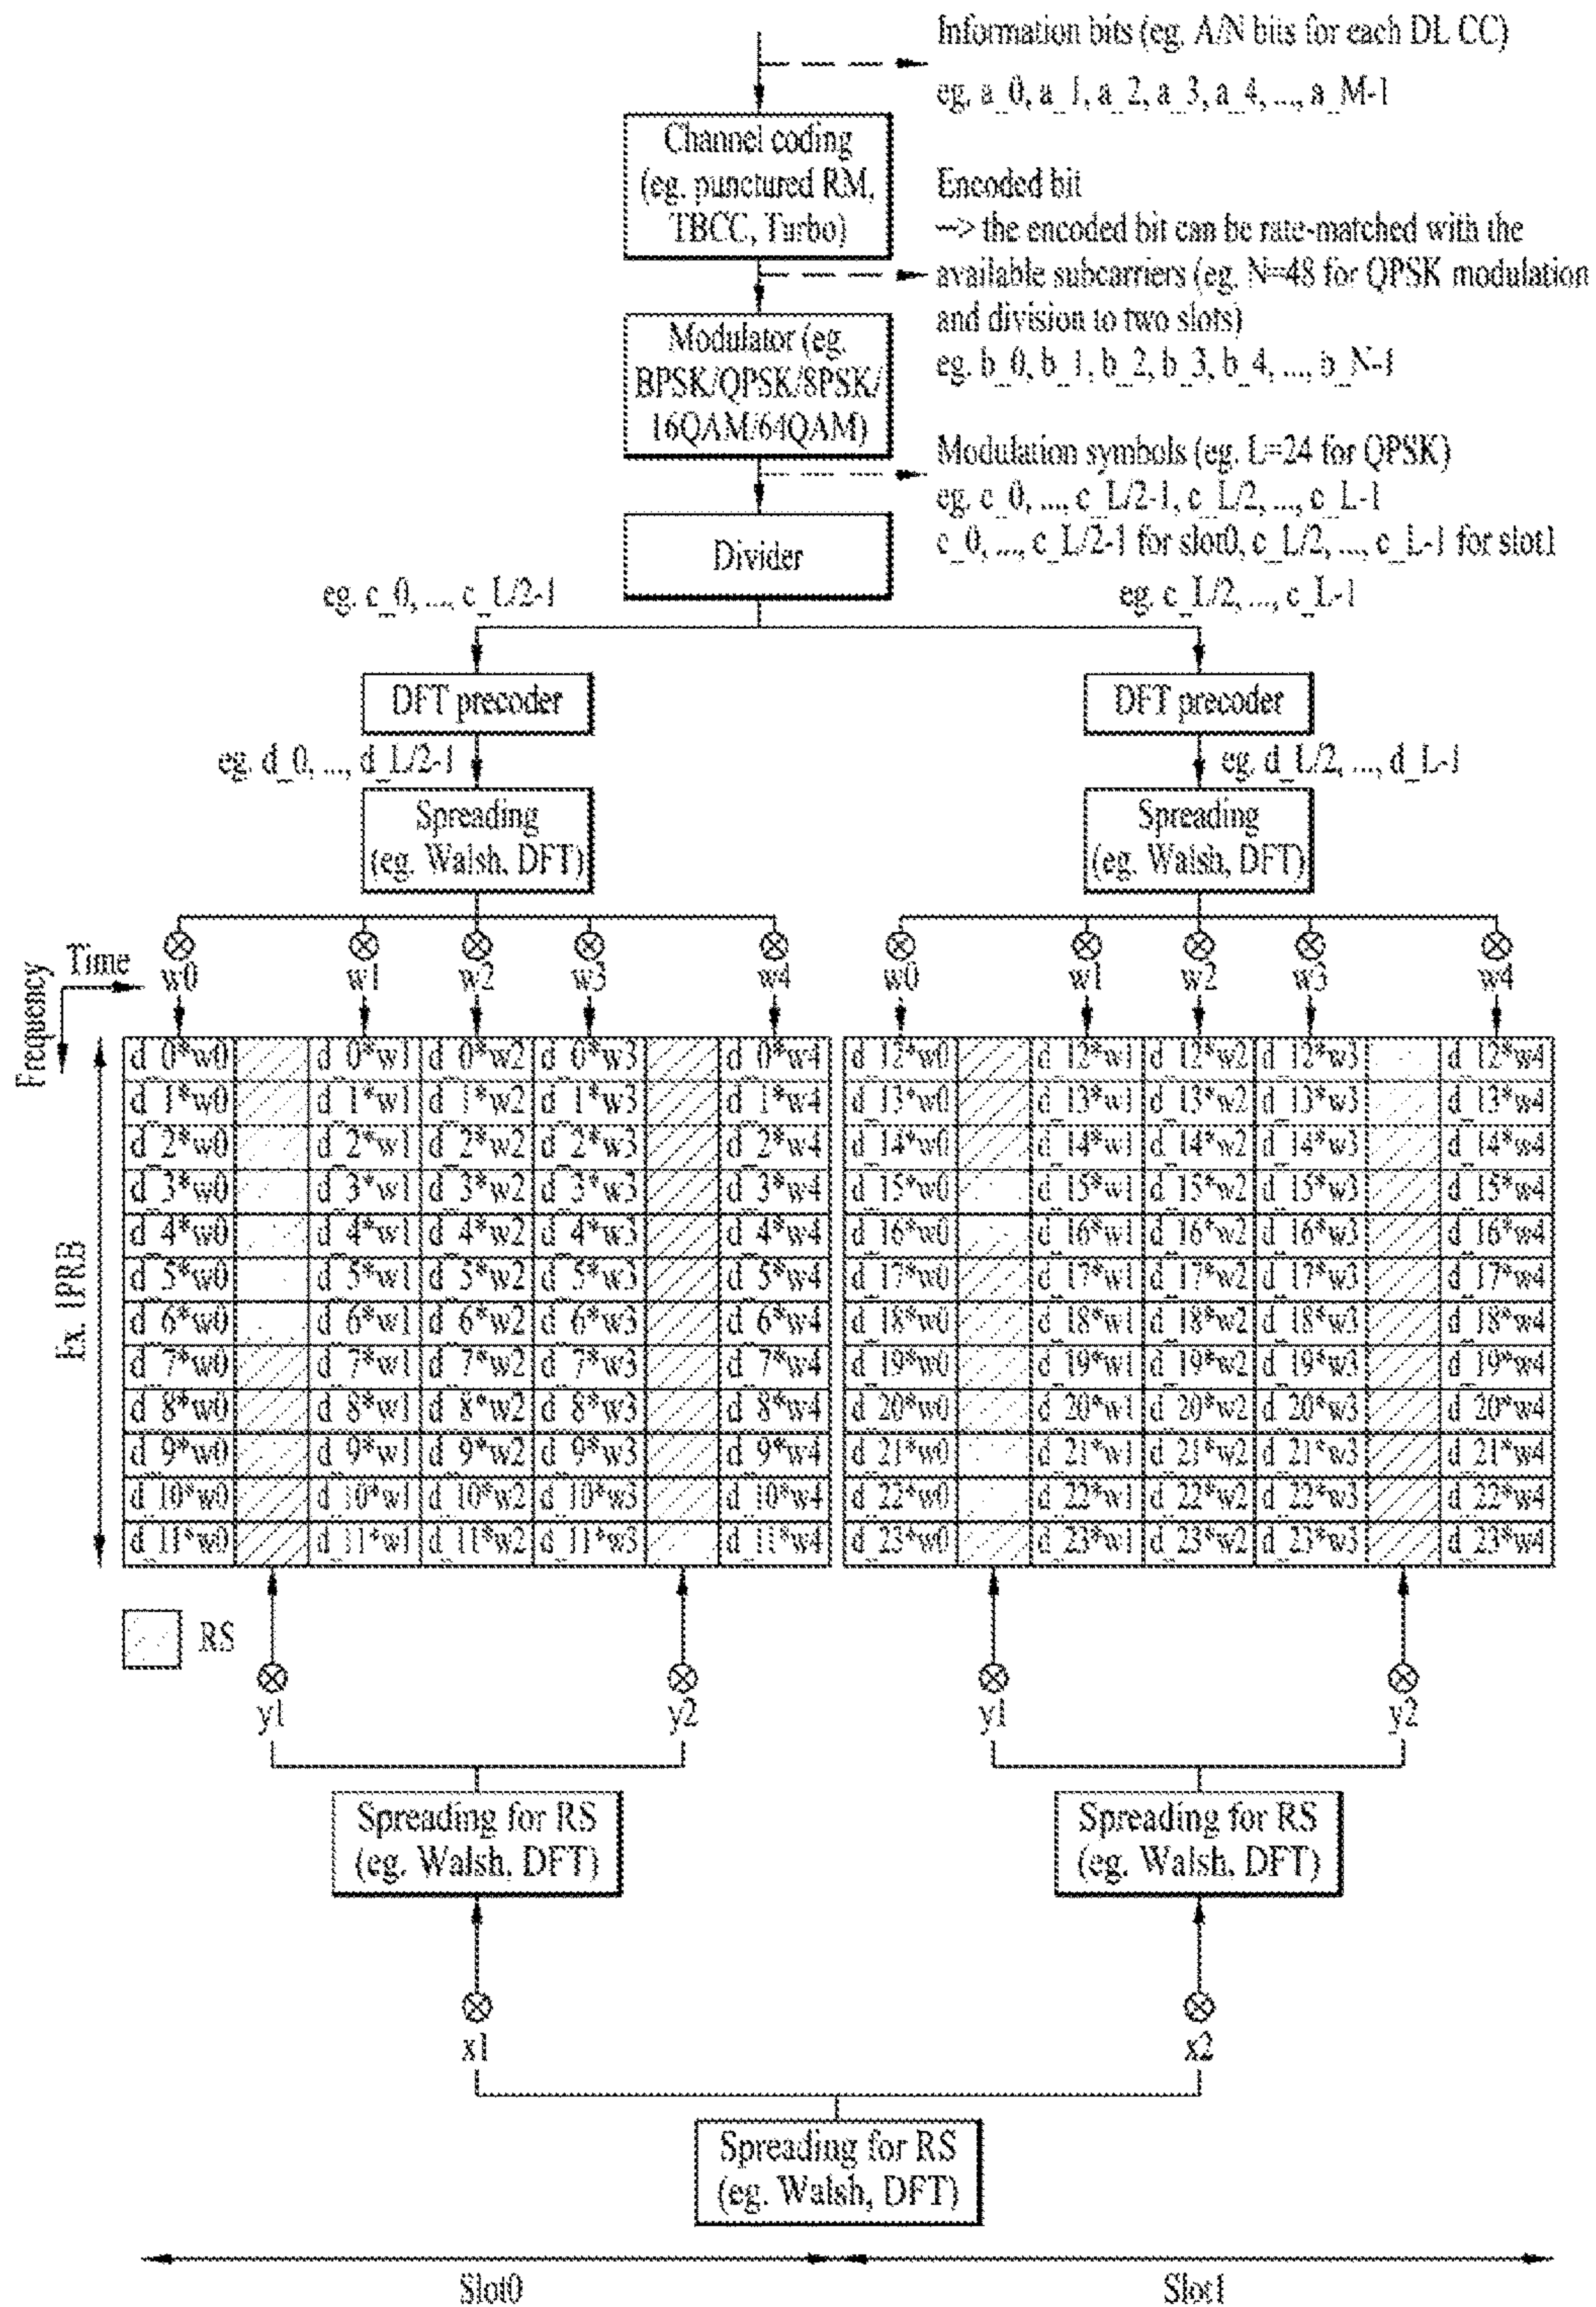 Information bits (eg. A/N bits for each DL CC)
eg. a_0, a_1, a_2, a_3, a_4, ..., a_M-1
Channel coding
(eg. punctured RM,
TBCC, Turbo)
Encoded bit
--> the encoded bit can be rate-matched with the
available subcarriers (eg. N=48 for QPSK modulation
and division to two slots)
eg. b_0, b_1, b_2, b_3, b_4, ..., b_N-1
Modulator (eg.
BPSK/QPSK/8PSK/
16QAM/64QAM)
Modulation symbols (eg. L=24 for QPSK)
eg. c_0, ..., c_L/2-1, c_L/2, ..., c_L-1
c_0, ..., c_L/2-1 for slot0, c_L/2, ..., c_L-1 for slot1
Divider
eg. c_0, ..., c_L/2-1 eg. c_L/2, ..., c_L-1
DFT precoder DFT precoder
eg. d_0, ..., d_L/2-1 eg. d_L/2, ..., d_L-1
Spreading Spreading
(eg. Walsh, DFT) (eg. Walsh, DFT)
Time
Frequency
w0 w1 w2 w3 w4 w0 w1 w2 w3 w4
d_0*w0 d_0*w1 d_0*w2 d_0*w3 d_0*w4 d_12*w0 d_12*w1 d_12*w2 d_12*w3 d_12*w4
d_1*w0 d_1*w1 d_1*w2 d_1*w3 d_1*w4 d_13*w0 d_13*w1 d_13*w2 d_13*w3 d_13*w4
d_2*w0 d_2*w1 d_2*w2 d_2*w3 d_2*w4 d_14*w0 d_14*w1 d_14*w2 d_14*w3 d_14*w4
d_3*w0 d_3*w1 d_3*w2 d_3*w3 d_3*w4 d_15*w0 d_15*w1 d_15*w2 d_15*w3 d_15*w4
d_4*w0 d_4*w1 d_4*w2 d_4*w3 d_4*w4 d_16*w0 d_16*w1 d_16*w2 d_16*w3 d_16*w4
d_5*w0 d_5*w1 d_5*w2 d_5*w3 d_5*w4 d_17*w0 d_17*w1 d_17*w2 d_17*w3 d_17*w4
d_6*w0 d_6*w1 d_6*w2 d_6*w3 d_6*w4 d_18*w0 d_18*w1 d_18*w2 d_18*w3 d_18*w4
d_7*w0 d_7*w1 d_7*w2 d_7*w3 d_7*w4 d_19*w0 d_19*w1 d_19*w2 d_19*w3 d_19*w4
d_8*w0 d_8*w1 d_8*w2 d_8*w3 d_8*w4 d_20*w0 d_20*w1 d_20*w2 d_20*w3 d_20*w4
d_9*w0 d_9*w1 d_9*w2 d_9*w3 d_9*w4 d_21*w0 d_21*w1 d_21*w2 d_21*w3 d_21*w4
d_10*w0 d_10*w1 d_10*w2 d_10*w3 d_10*w4 d_22*w0 d_22*w1 d_22*w2 d_22*w3 d_22*w4
d_11*w0 d_11*w1 d_11*w2 d_11*w3 d_11*w4 d_23*w0 d_23*w1 d_23*w2 d_23*w3 d_23*w4
Ex. 1PRB
RS
y1 y2 y1 y2
Spreading for RS Spreading for RS
(eg. Walsh, DFT) (eg. Walsh, DFT)
x1 x2
Spreading for RS
(eg. Walsh, DFT)
Slot0 Slot1